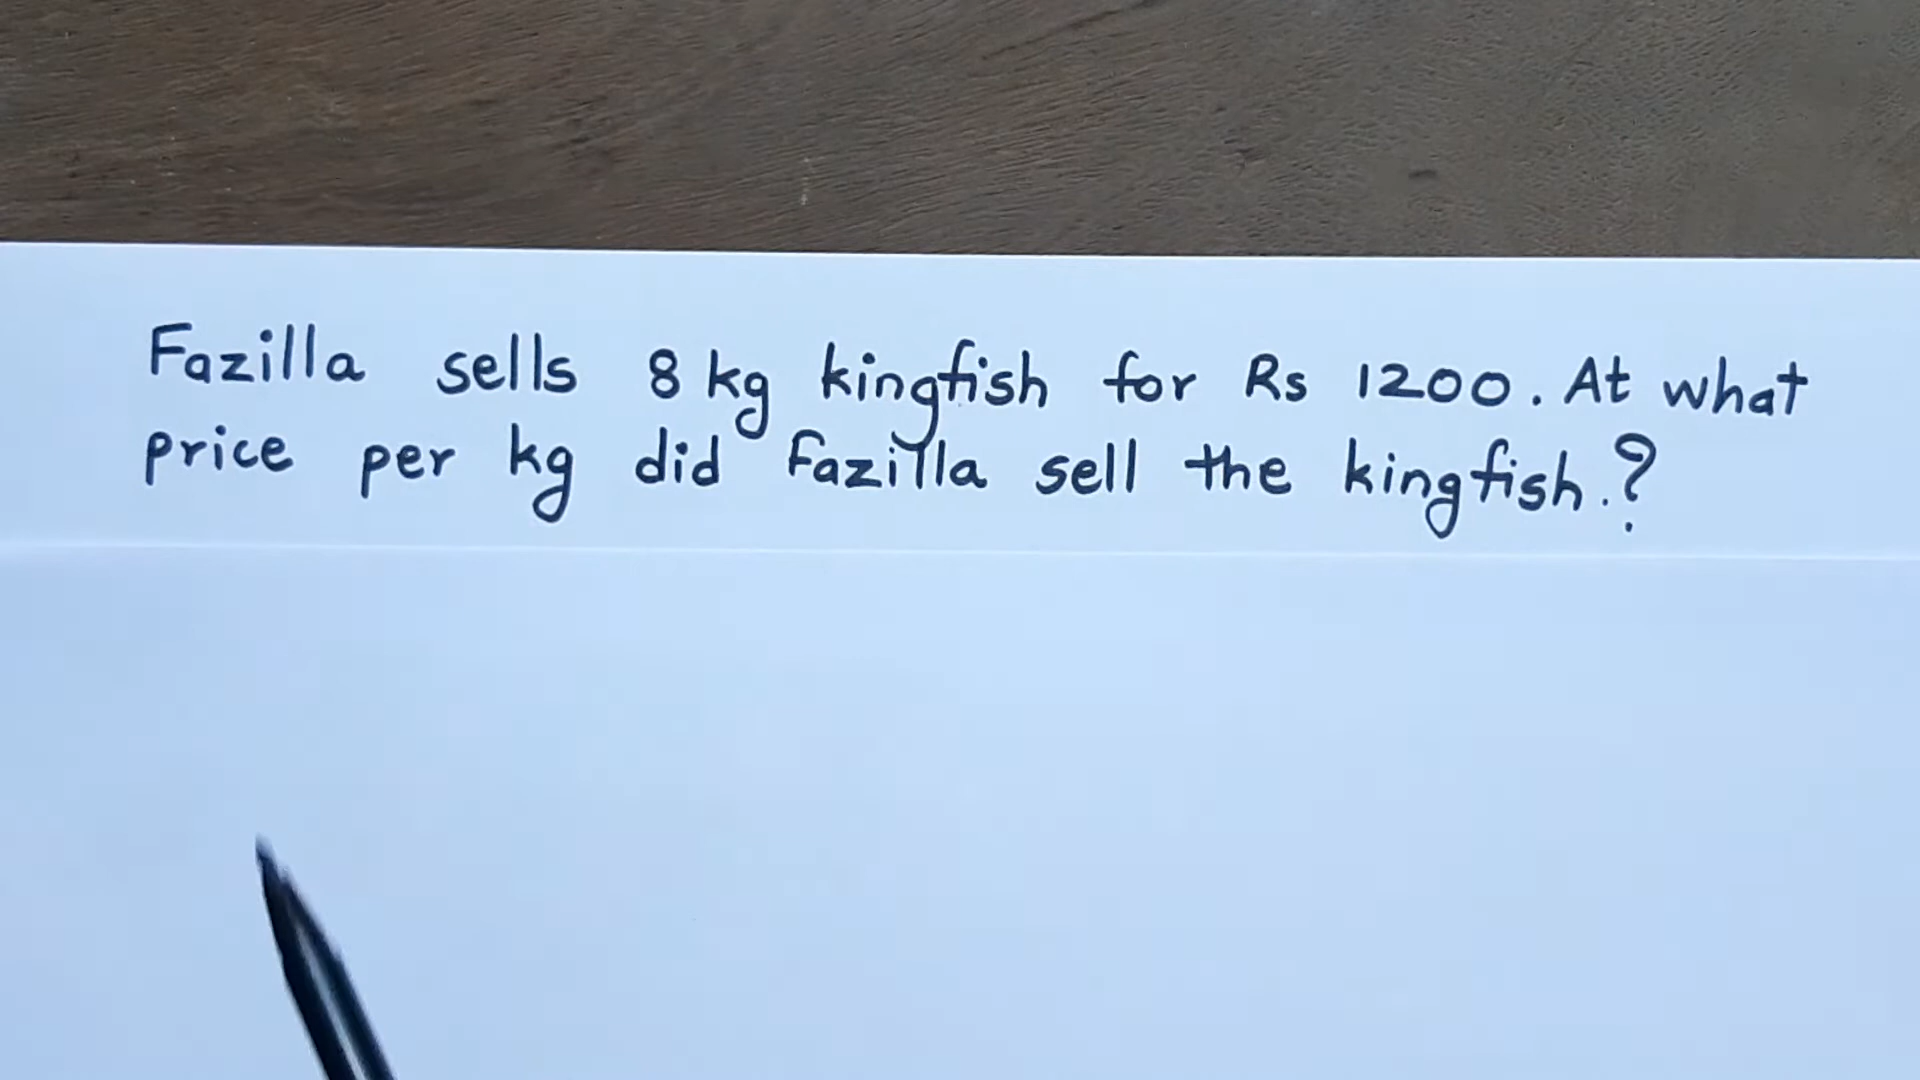 Fazilla sells 8 kg kingfish for Rs 1200. At what
price per kg did Fazilla sell the kingfish.?